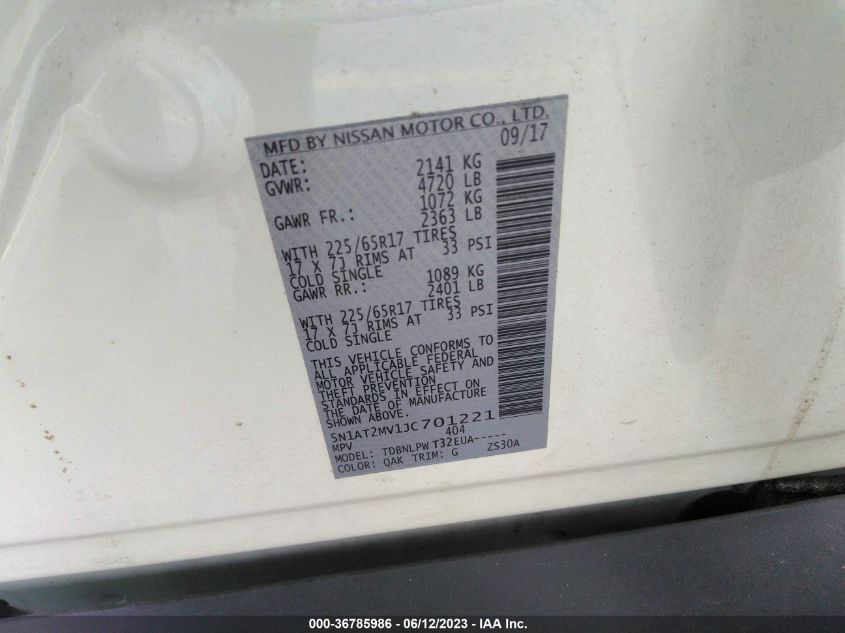 MFD BY NISSAN MOTOR CO., LTD.
DATE: 09/17
GVWR: 2141 KG
4720 LB
GAWR FR.: 1072 KG
2363 LB
WITH 225/65R17 TIRES
17 X 7J RIMS AT 33 PSI
COLD SINGLE
GAWR RR.: 1089 KG
2401 LB
WITH 225/65R17 TIRES
17 X 7J RIMS AT 33 PSI
COLD SINGLE
THIS VEHICLE CONFORMS TO
ALL APPLICABLE FEDERAL
MOTOR VEHICLE SAFETY AND
THEFT PREVENTION
STANDARDS IN EFFECT ON
THE DATE OF MANUFACTURE
SHOWN ABOVE.
5N1AT2MV1JC701221
MPV 404
MODEL: TDBNLPW T32EUA-----
COLOR: QAK TRIM: G ZS30A
000-36785986 - 06/12/2023 - IAA Inc.